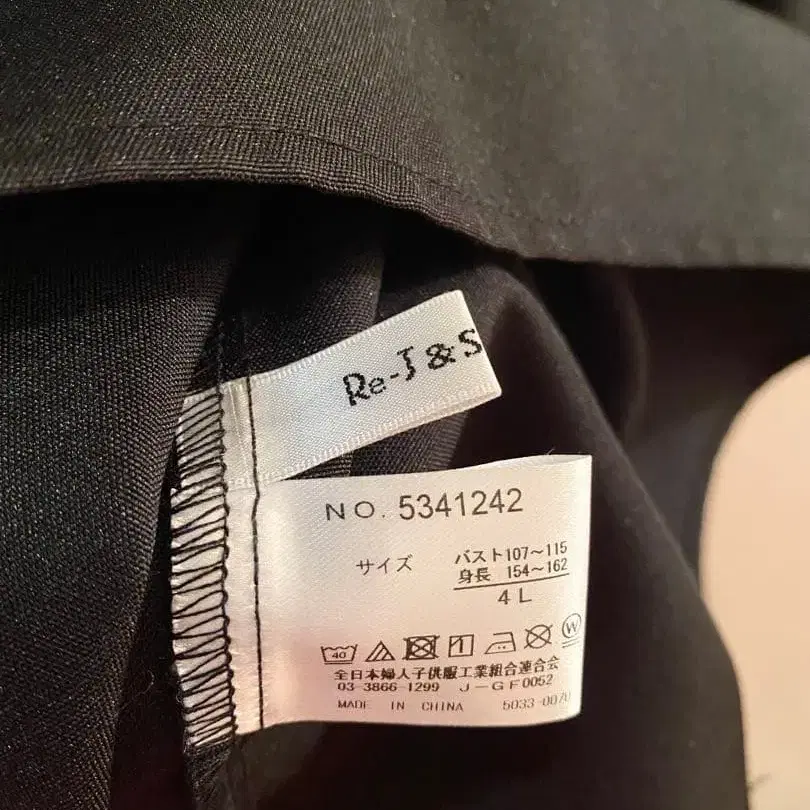 Re-J&S
NO. 5341242
サイズ バスト107~115
身長 154~162
4L
40 W
全日本婦人子供服工業組合連合会
03-3866-1299 J-GF0052
MADE IN CHINA 5033-0070